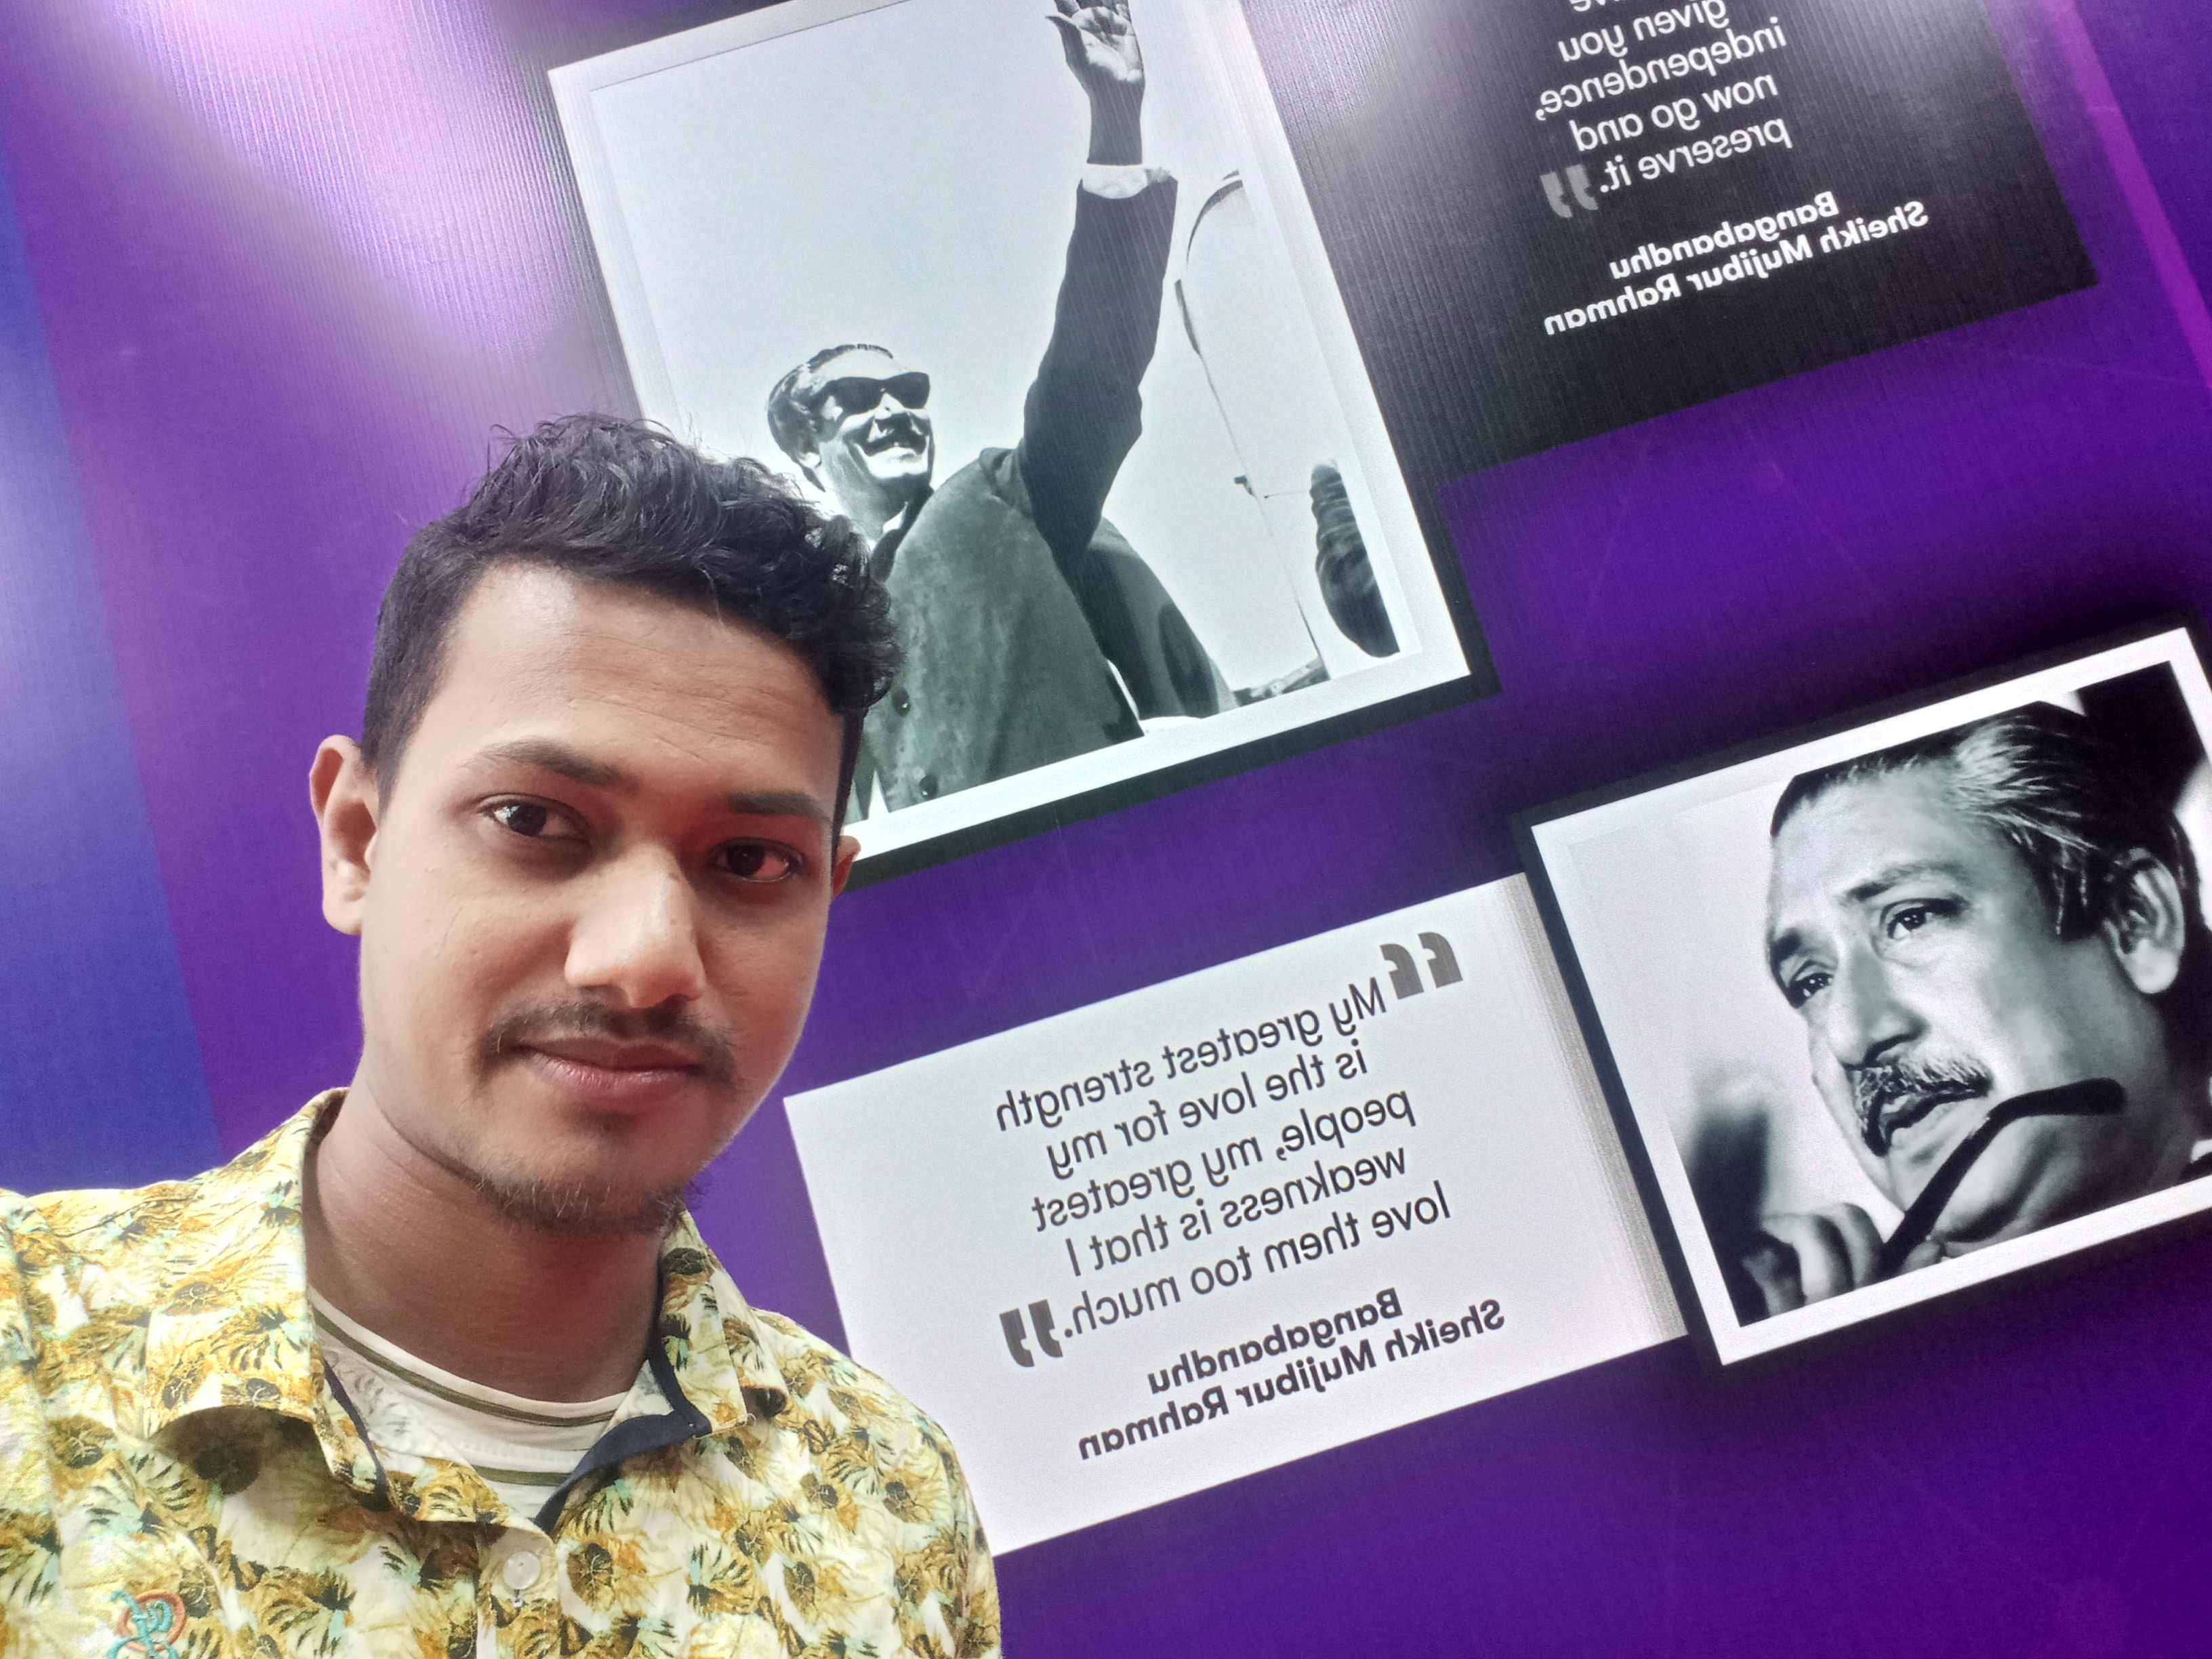 given you
independence,
now go and
preserve it.”
Bangabandhu
Sheikh Mujibur Rahman
“My greatest strength
is the love for my
people, my greatest
weakness is that I
love them too much.”
Bangabandhu
Sheikh Mujibur Rahman